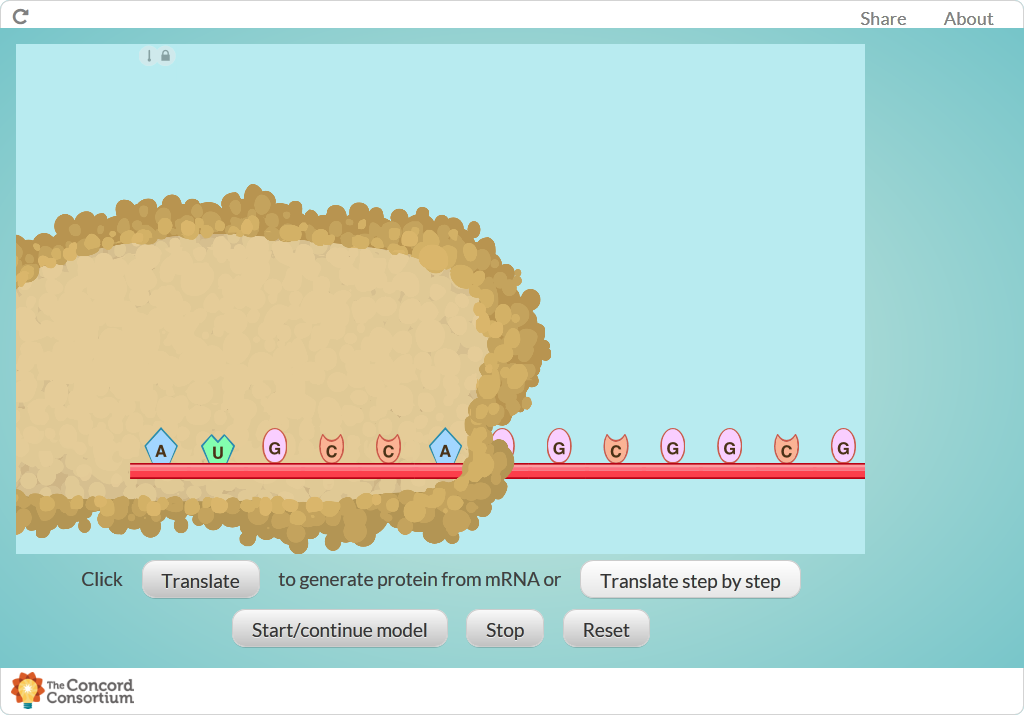 Share About
A U G C C A G C G G C G
Click Translate to generate protein from mRNA or Translate step by step
Start/continue model Stop Reset
The Concord
Consortium